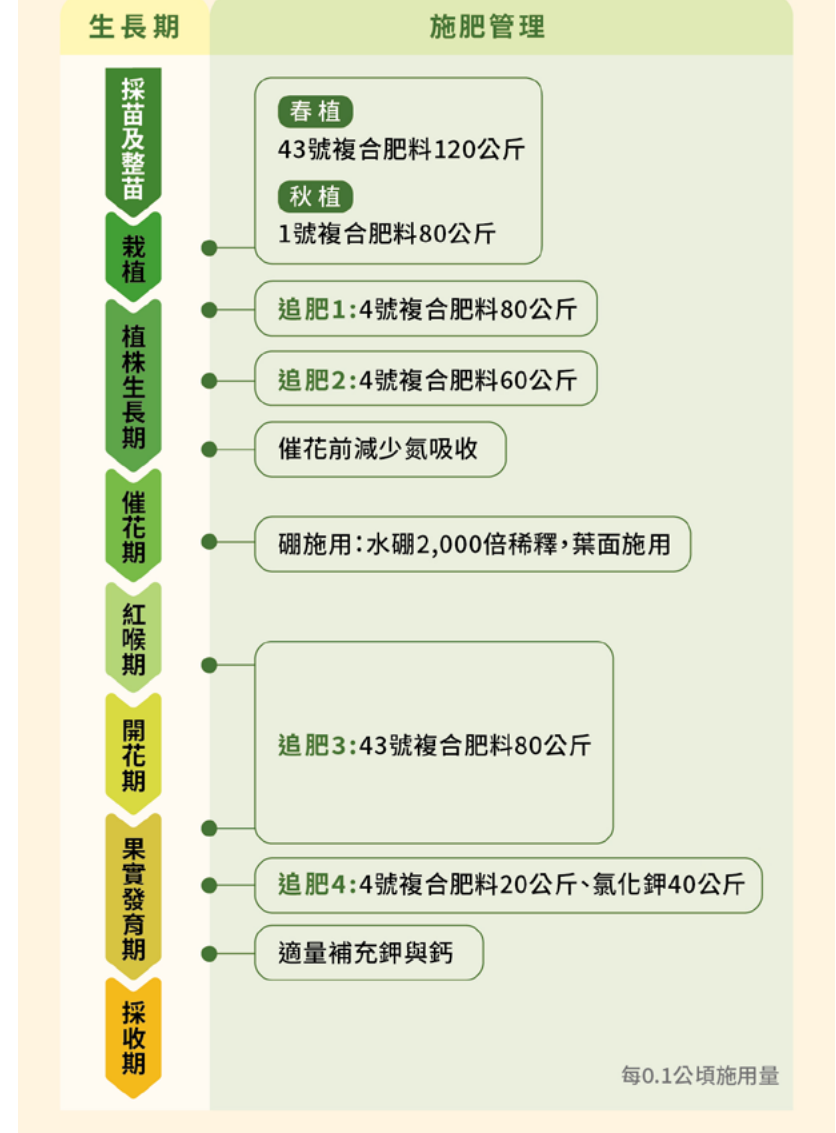 生長期
施肥管理
採苗及整苗
春植
43號複合肥料120公斤
秋植
1號複合肥料80公斤
栽植
追肥1:4號複合肥料80公斤
植株生長期
追肥2:4號複合肥料60公斤
催花前減少氮吸收
催花期
硼施用:水硼2,000倍稀釋,葉面施用
紅喉期
開花期
追肥3:43號複合肥料80公斤
果實發育期
追肥4:4號複合肥料20公斤、氯化鉀40公斤
適量補充鉀與鈣
採收期
每0.1公頃施用量